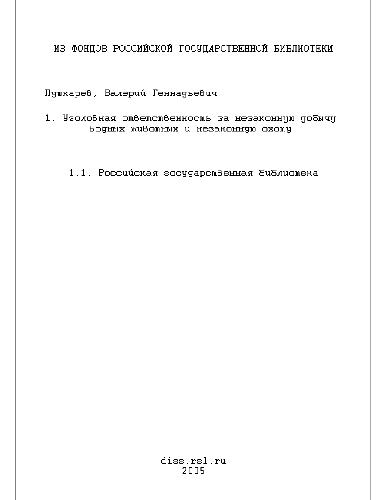 ИЗ ФОНДОВ РОССИЙСКОЙ ГОСУДАРСТВЕННОЙ БИБЛИОТЕКИ
Пушкарев, Валерий Геннадьевич
1. Уголовная ответственность за незаконную добычу
водных животных и незаконную охоту
1.1. Российская государственная библиотека
diss.rsl.ru
2005